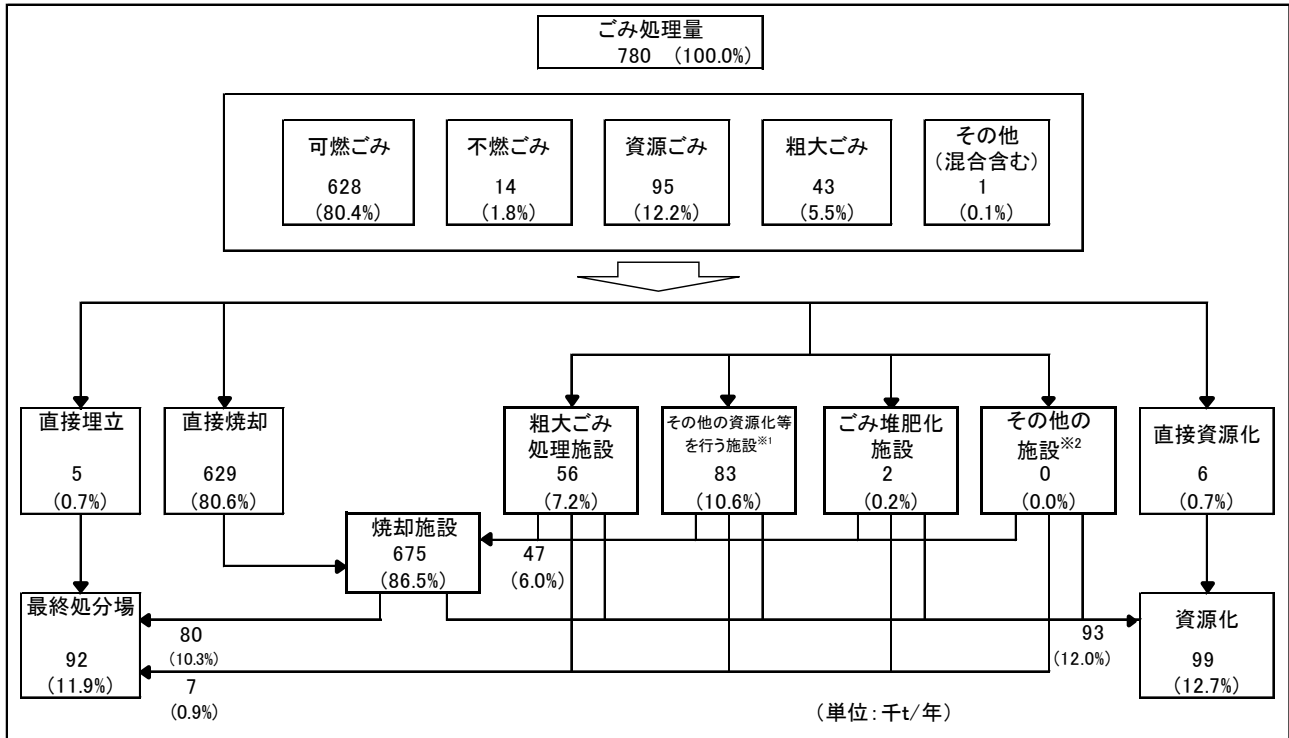 ごみ処理量
780 (100.0%)
可燃ごみ
628
(80.4%)
不燃ごみ
14
(1.8%)
資源ごみ
95
(12.2%)
粗大ごみ
43
(5.5%)
その他
(混合含む)
1
(0.1%)
直接埋立
5
(0.7%)
直接焼却
629
(80.6%)
粗大ごみ
処理施設
56
(7.2%)
その他の資源化等
を行う施設※1
83
(10.6%)
ごみ堆肥化
施設
2
(0.2%)
その他の
施設※2
0
(0.0%)
直接資源化
6
(0.7%)
焼却施設
675
(86.5%)
47
(6.0%)
最終処分場
92
(11.9%)
80
(10.3%)
7
(0.9%)
93
(12.0%)
資源化
99
(12.7%)
(単位:千t/年)